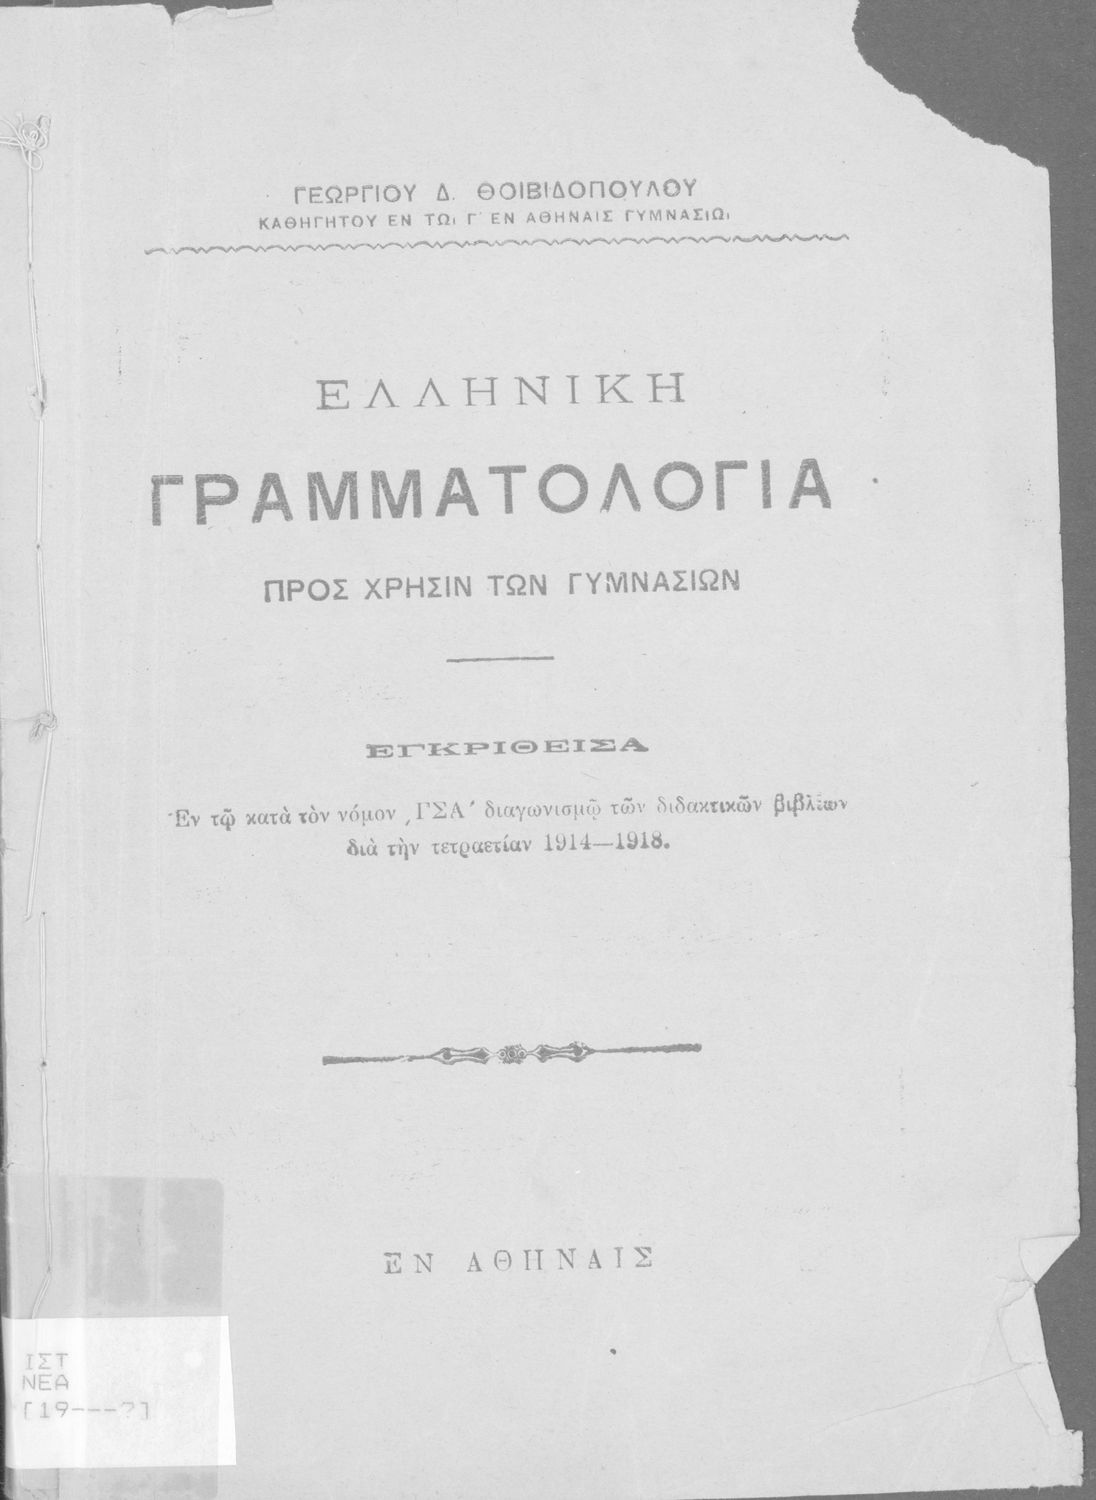 ΓΕΩΡΓΙΟΥ Δ. ΘΟΙΒΙΔΟΠΟΥΛΟΥ
ΚΑΘΗΓΗΤΟΥ ΕΝ ΤΩι Γ΄ ΕΝ ΑΘΗΝΑΙΣ ΓΥΜΝΑΣΙΩι
ΕΛΛΗΝΙΚΗ
ΓΡΑΜΜΑΤΟΛΟΓΙΑ
ΠΡΟΣ ΧΡΗΣΙΝ ΤΩΝ ΓΥΜΝΑΣΙΩΝ
ΕΓΚΡΙΘΕΙΣΑ
Ἐν τῷ κατὰ τὸν νόμον ͵ΓΣΑ΄ διαγωνισμῷ τῶν διδακτικῶν βιβλίων
διὰ τὴν τετραετίαν 1914—1918.
ΕΝ ΑΘΗΝΑΙΣ
ΙΣΤ
ΝΕΑ
[19---?]